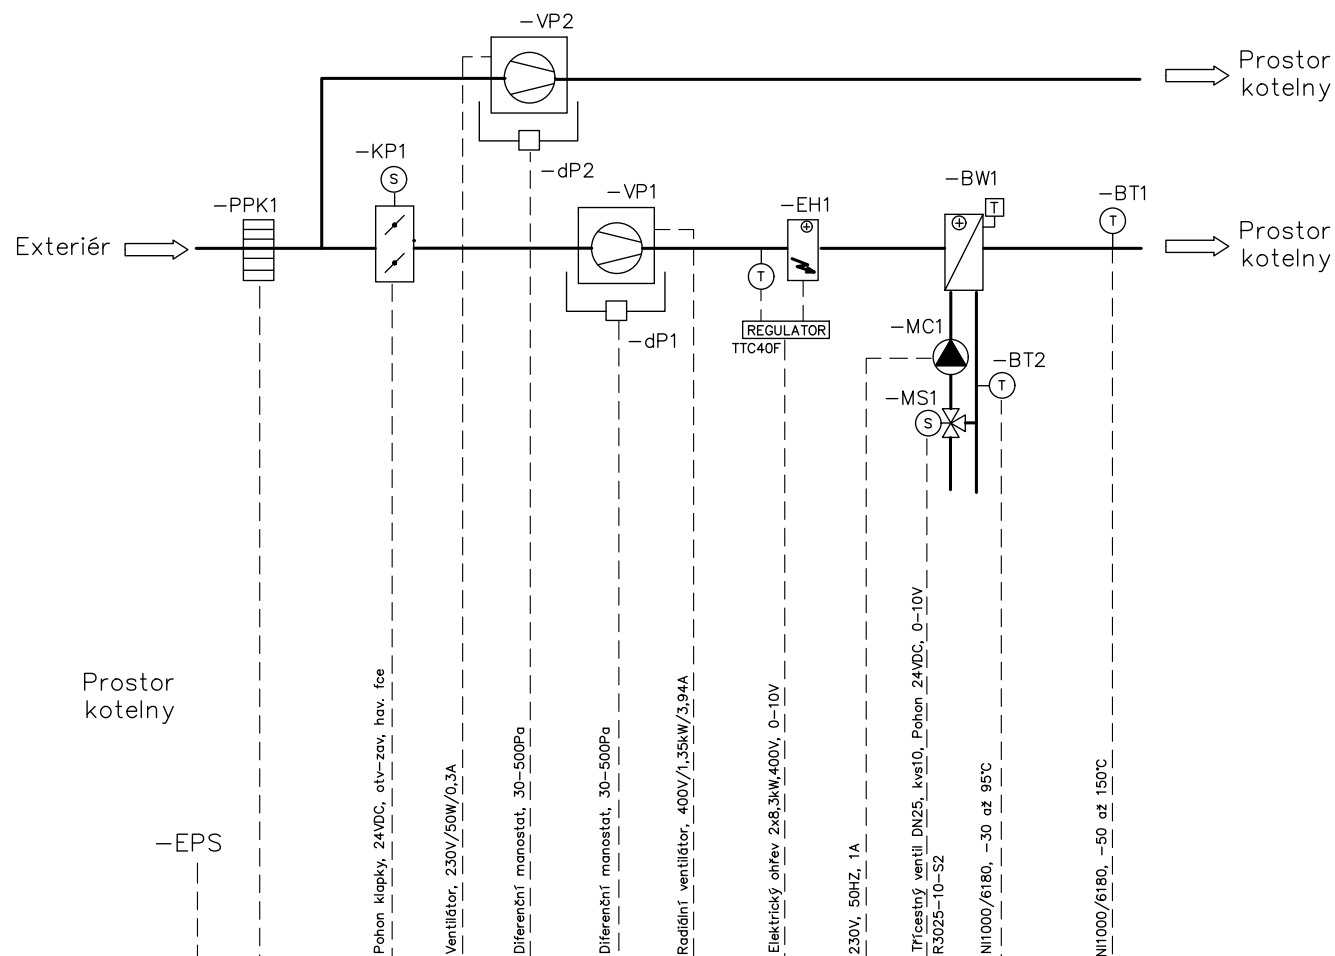 -VP2
Prostor
kotelny
-KP1
S
-dP2
-VP1
-PPK1
-EH1
-BW1
T
-BT1
T
Exteriér
Prostor
kotelny
T
REGULATOR
TTC40F
-dP1
-MC1
-BT2
T
-MS1
S
Prostor
kotelny
-EPS
Pohon klapky, 24VDC, otv-zav, hav. fce
Ventilátor, 230V/50W/0,3A
Diferenční manostat, 30-500Pa
Diferenční manostat, 30-500Pa
Radiální ventilátor, 400V/1,35kW/3,94A
Elektrický ohřev 2x8,3kW,400V, 0-10V
230V, 50HZ, 1A
Třícestný ventil DN25, kvs10, Pohon 24VDC, 0-10V
R3025-10-S2
NI1000/6180, -30 až 95°C
NI1000/6180, -50 až 150°C